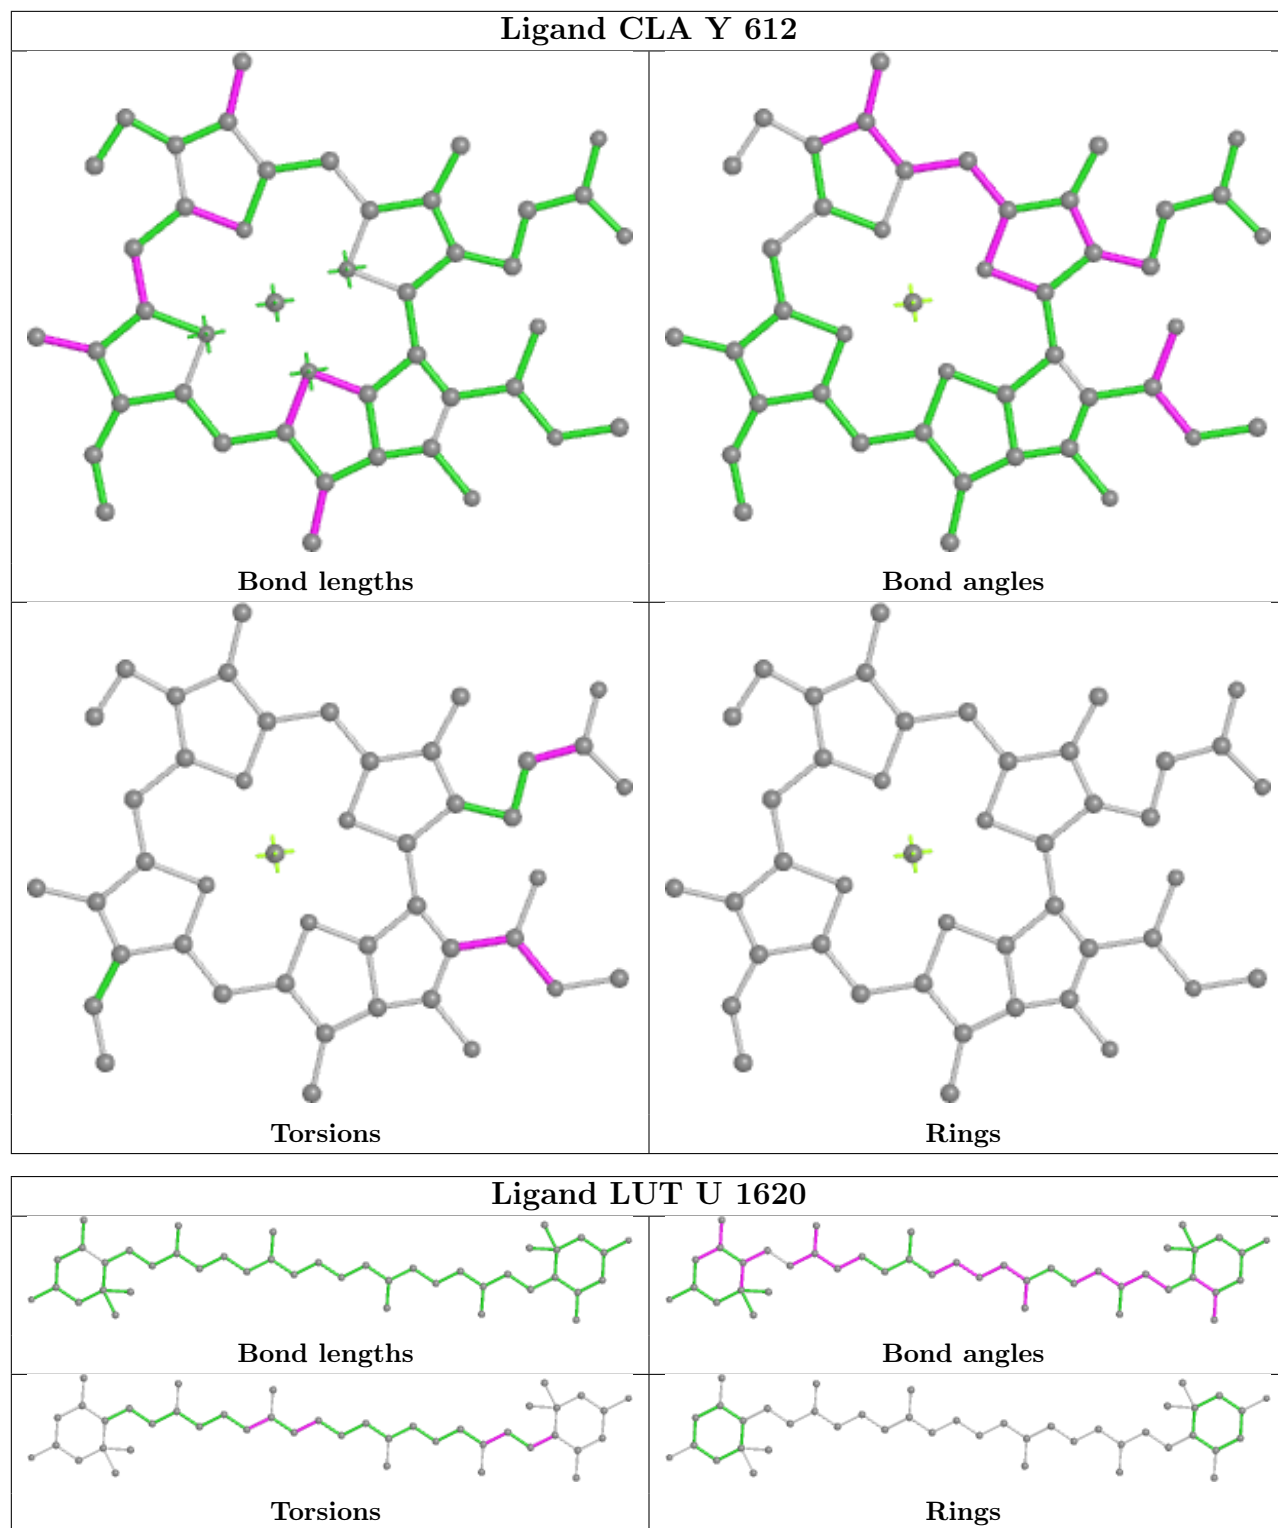 Ligand CLA Y 612
Bond lengths
Bond angles
Torsions
Rings
Ligand LUT U 1620
Bond lengths
Bond angles
Torsions
Rings